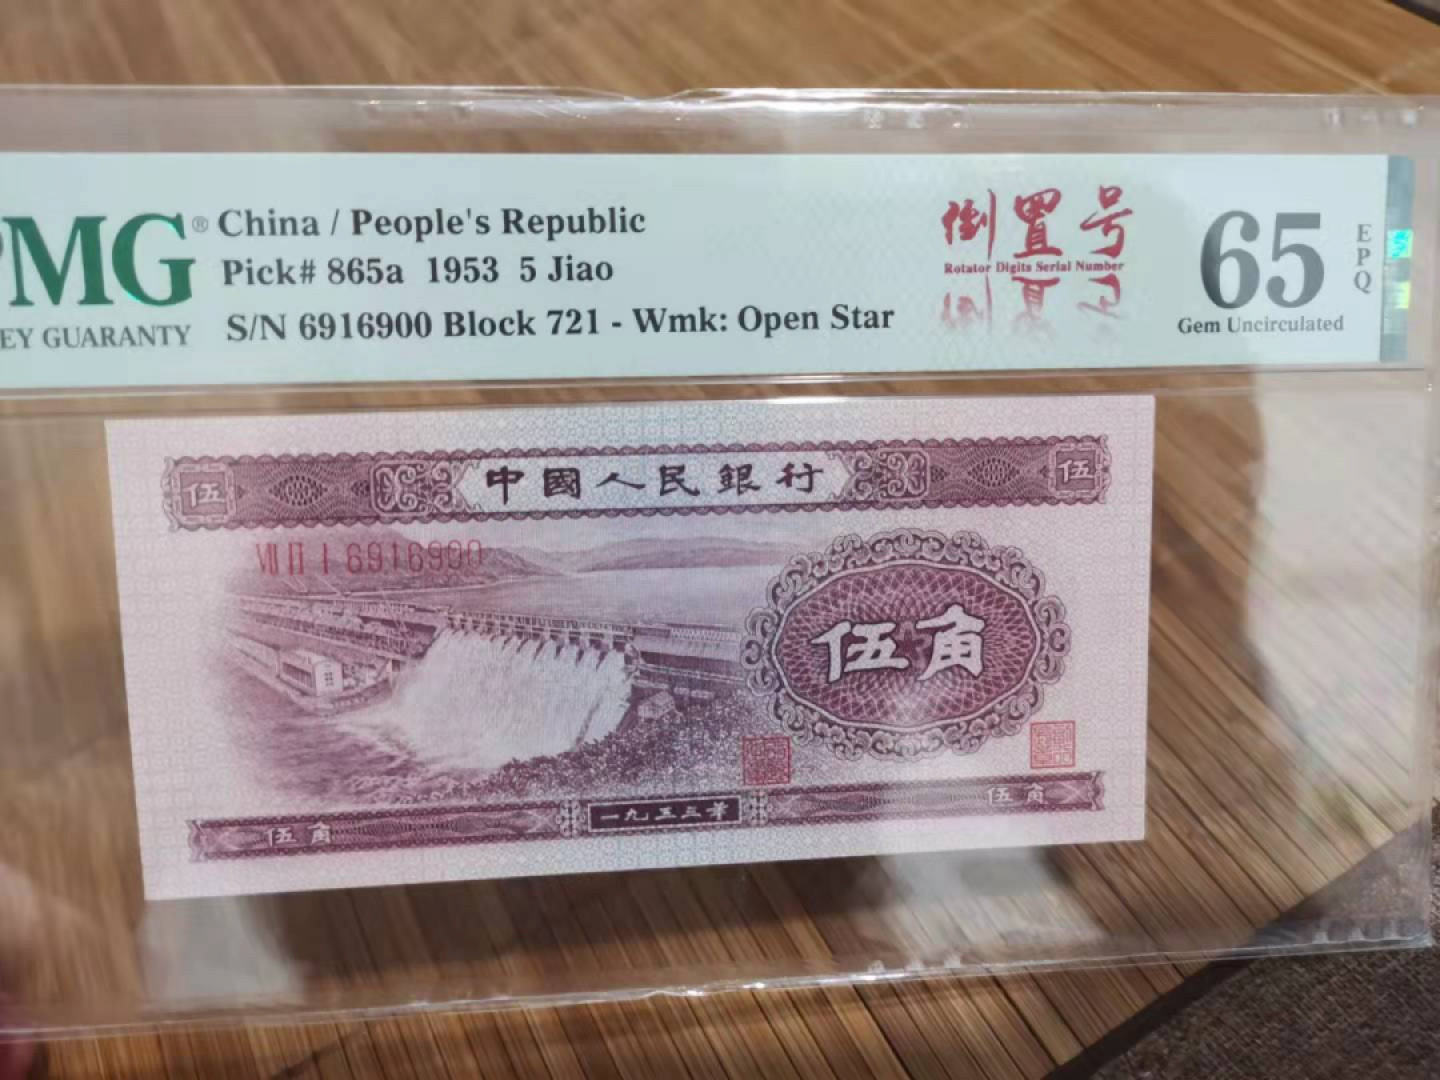 PMG® China / People's Republic
Pick# 865a 1953 5 Jiao
S/N 6916900 Block 721 - Wmk: Open Star
EY GUARANTY
倒置号
Rotator Digits Serial Number
65 EPQ
Gem Uncirculated
伍 中國人民銀行 伍
VII II I 6916900
伍角
伍角 一九五三年 伍角